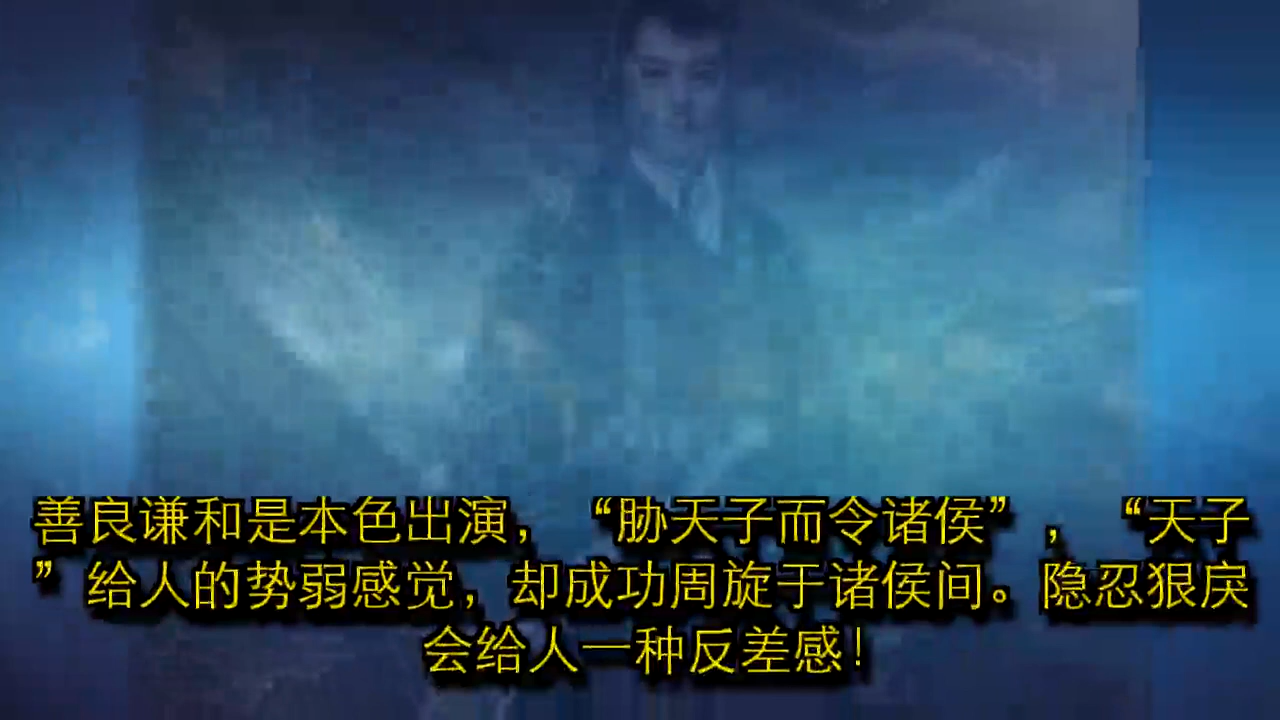 善良谦和是本色出演，“胁天子而令诸侯”，“天子
”给人的势弱感觉，却成功周旋于诸侯间。隐忍狠戾
会给人一种反差感！